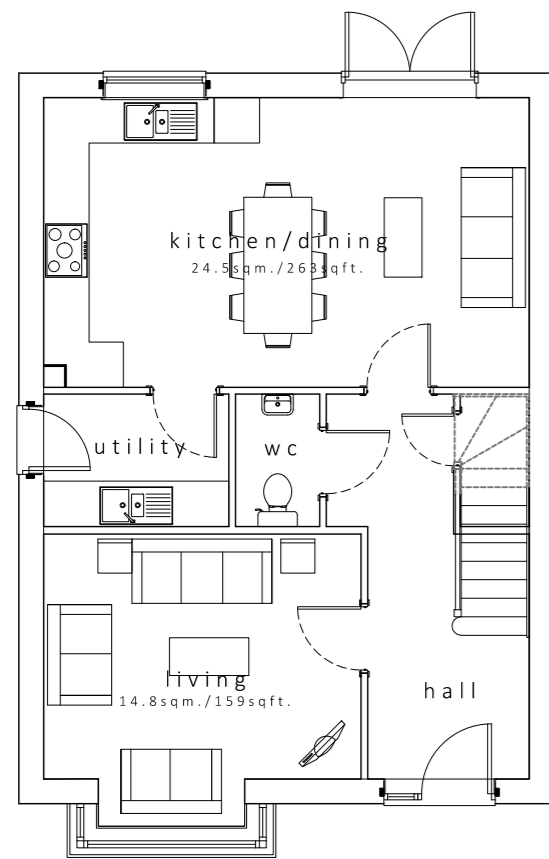 kitchen/dining
24.5sqm./263sqft.
utility
wc
living
14.8sqm./159sqft.
hall